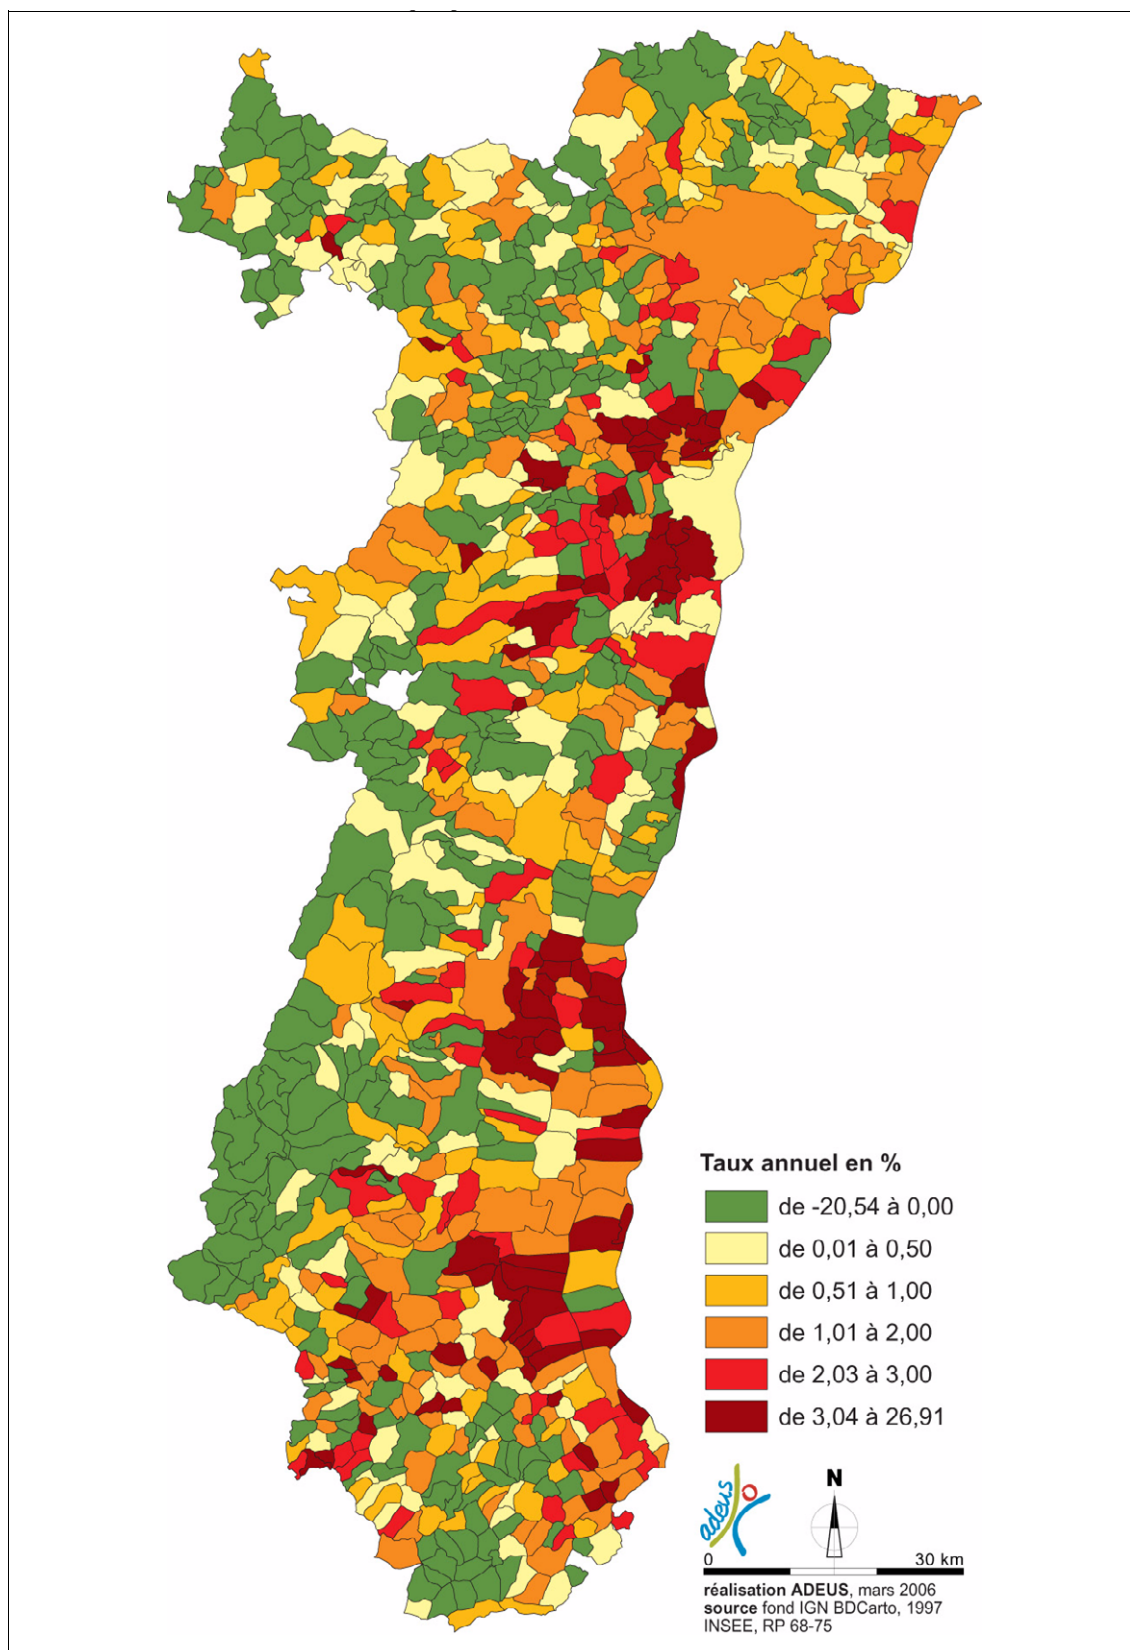 Taux annuel en %
de -20,54 à 0,00
de 0,01 à 0,50
de 0,51 à 1,00
de 1,01 à 2,00
de 2,03 à 3,00
de 3,04 à 26,91
adeus
N
0 30 km
réalisation ADEUS, mars 2006
source fond IGN BDCarto, 1997
INSEE, RP 68-75